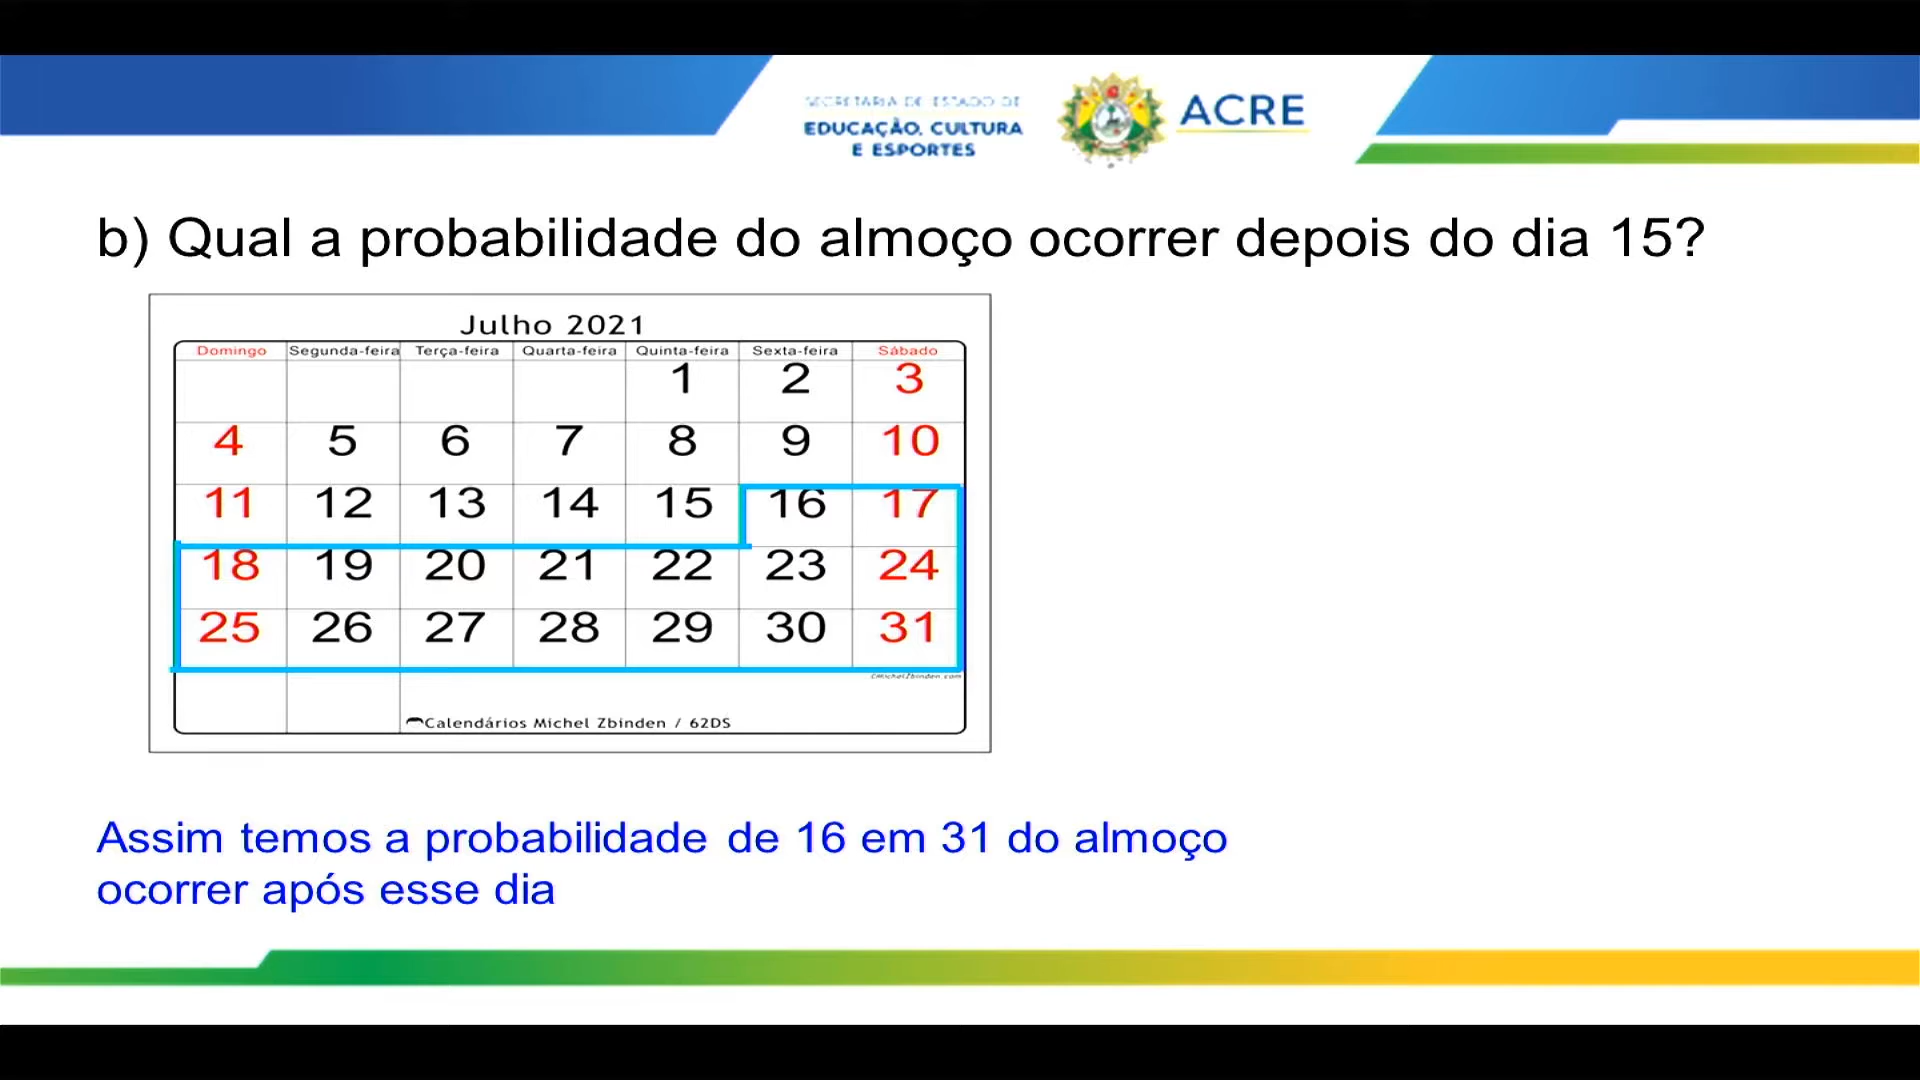 SECRETARIA DE ESTADO DE
EDUCAÇÃO, CULTURA
E ESPORTES
ACRE
b) Qual a probabilidade do almoço ocorrer depois do dia 15?
Julho 2021
Domingo Segunda-feira Terça-feira Quarta-feira Quinta-feira Sexta-feira Sábado
1 2 3
4 5 6 7 8 9 10
11 12 13 14 15 16 17
18 19 20 21 22 23 24
25 26 27 28 29 30 31
©MichelZbinden.com
Calendários Michel Zbinden / 62DS
Assim temos a probabilidade de 16 em 31 do almoço
ocorrer após esse dia